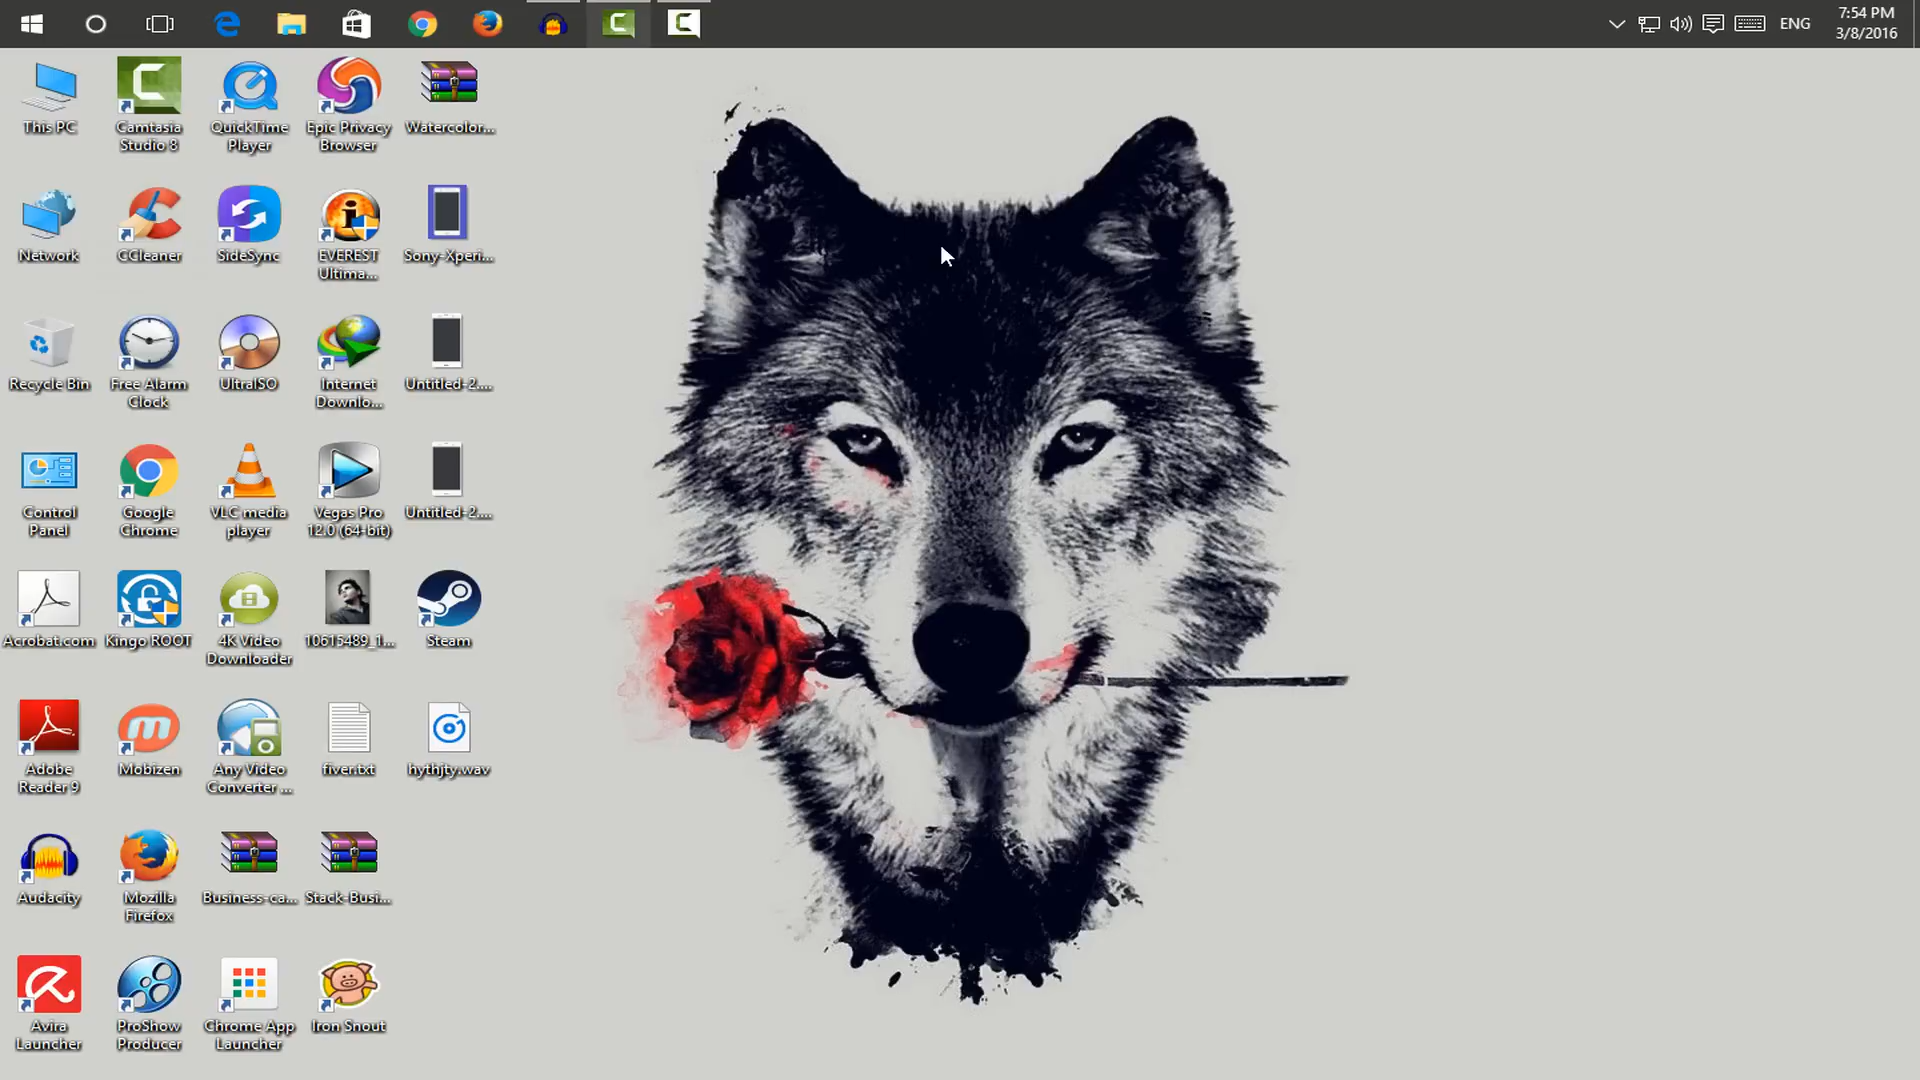 ENG
7:54 PM
3/8/2016
This PC
Camtasia
Studio 8
QuickTime
Player
Epic Privacy
Browser
Watercolor...
Network
CCleaner
SideSync
EVEREST
Ultima...
Sony-Xperi...
Recycle Bin
Free Alarm
Clock
UltraISO
Internet
Downlo...
Untitled-2....
Control
Panel
Google
Chrome
VLC media
player
Vegas Pro
12.0 (64-bit)
Untitled-2....
Acrobat.com
Kingo ROOT
4K Video
Downloader
10615489_1...
Steam
Adobe
Reader 9
Mobizen
Any Video
Converter ...
fiver.txt
hythjty.wav
Audacity
Mozilla
Firefox
Business-ca...
Stack-Busi...
Avira
Launcher
ProShow
Producer
Chrome App
Launcher
Iron Snout